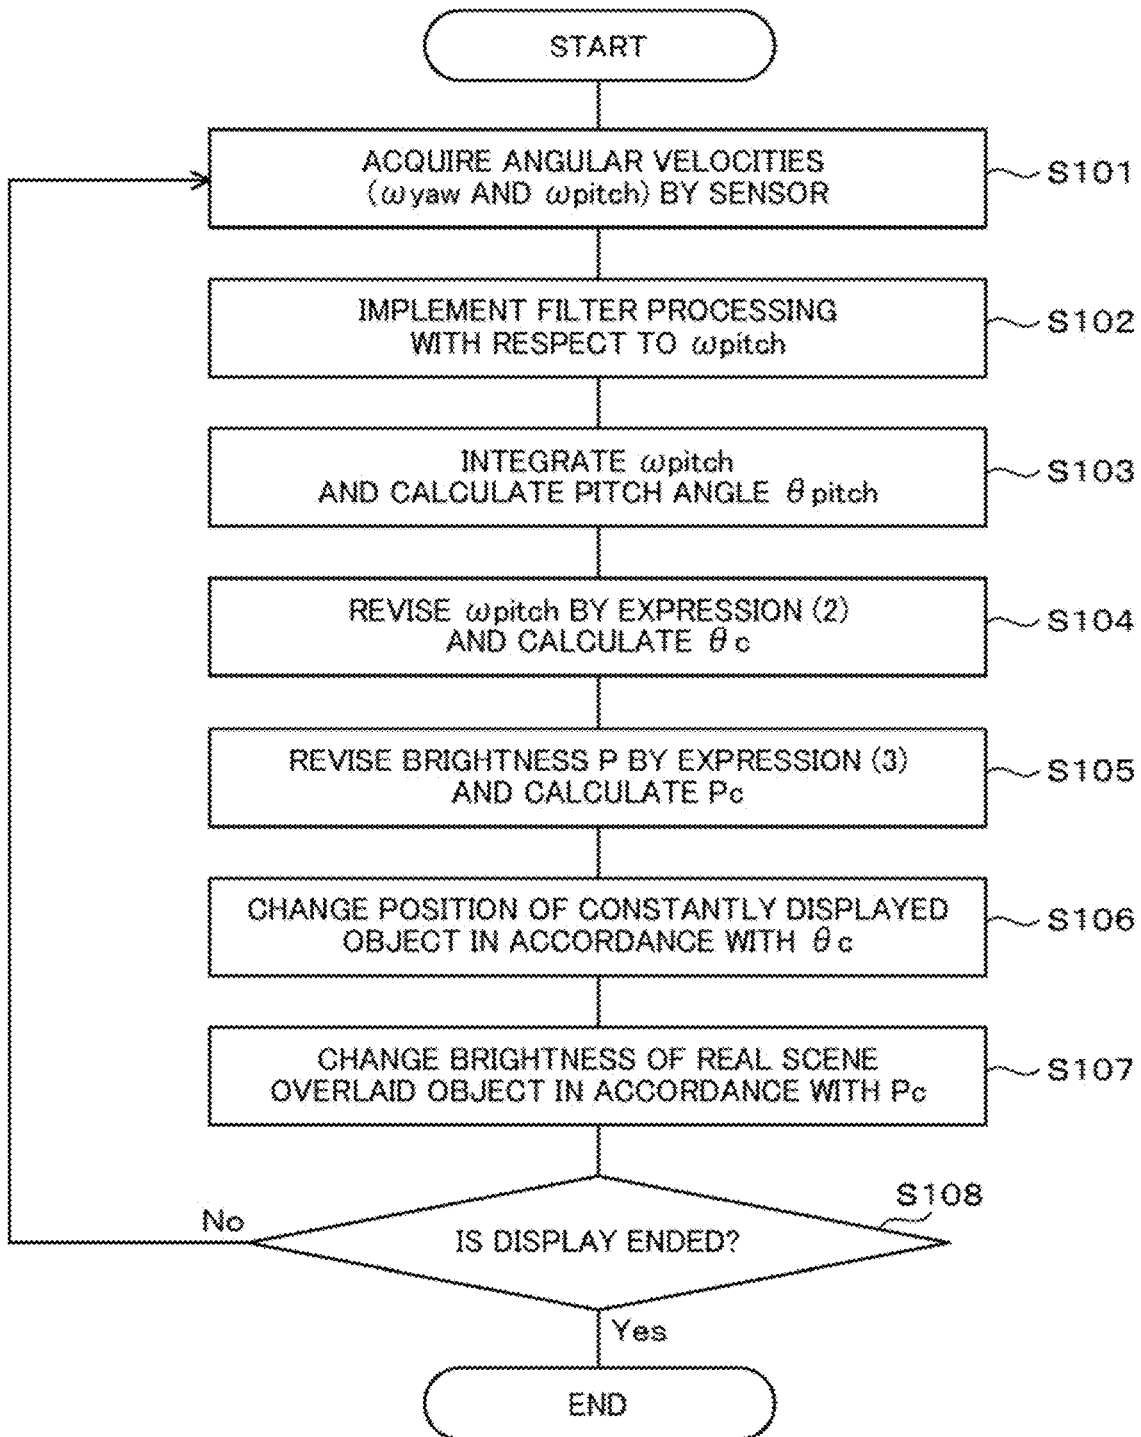 START
ACQUIRE ANGULAR VELOCITIES
(ωyaw AND ωpitch) BY SENSOR
S101
IMPLEMENT FILTER PROCESSING
WITH RESPECT TO ωpitch
S102
INTEGRATE ωpitch
AND CALCULATE PITCH ANGLE θpitch
S103
REVISE ωpitch BY EXPRESSION (2)
AND CALCULATE θc
S104
REVISE BRIGHTNESS P BY EXPRESSION (3)
AND CALCULATE Pc
S105
CHANGE POSITION OF CONSTANTLY DISPLAYED
OBJECT IN ACCORDANCE WITH θc
S106
CHANGE BRIGHTNESS OF REAL SCENE
OVERLAID OBJECT IN ACCORDANCE WITH Pc
S107
S108
No
IS DISPLAY ENDED?
Yes
END